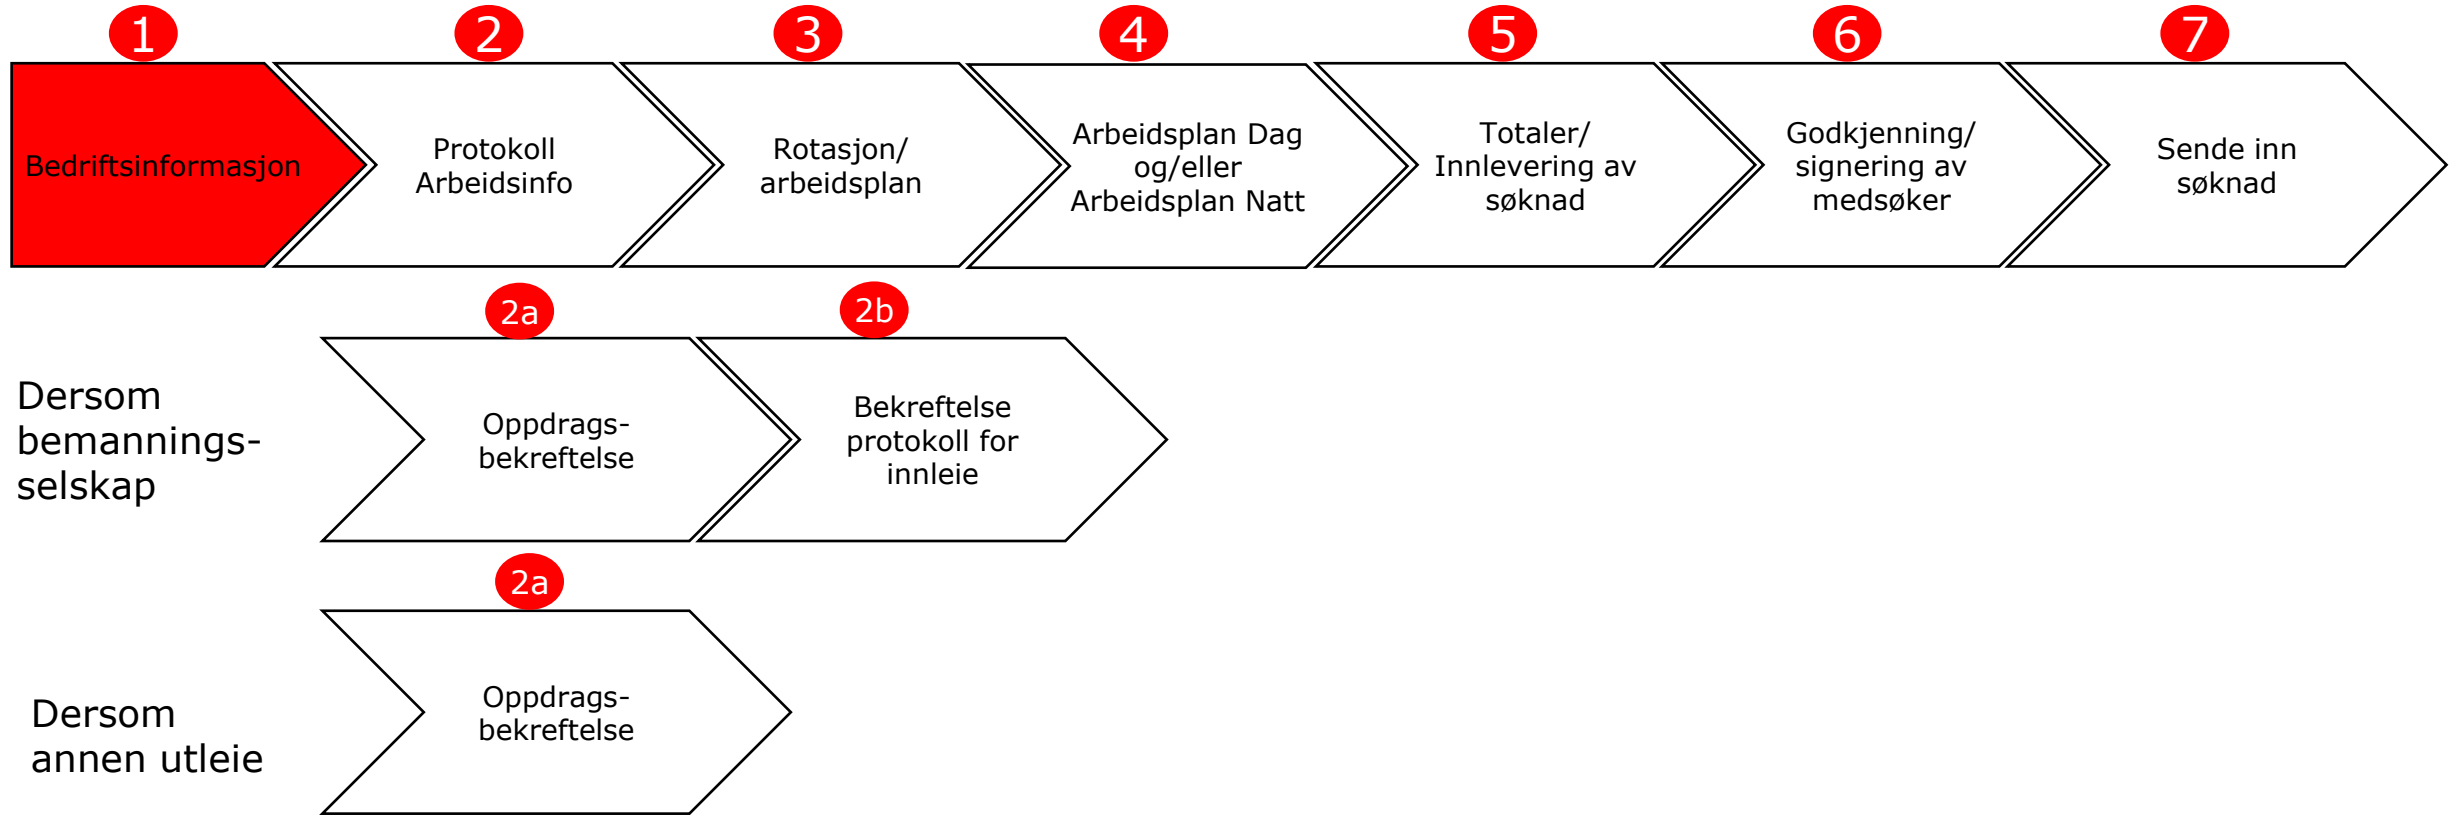 1
2
3
4
5
6
7
Bedriftsinformasjon
Protokoll
Arbeidsinfo
Rotasjon/
arbeidsplan
Arbeidsplan Dag
og/eller
Arbeidsplan Natt
Totaler/
Innlevering av
søknad
Godkjenning/
signering av
medsøker
Sende inn
søknad
Dersom
bemannings-
selskap
2a
Oppdrags-
bekreftelse
2b
Bekreftelse
protokoll for
innleie
Dersom
annen utleie
2a
Oppdrags-
bekreftelse